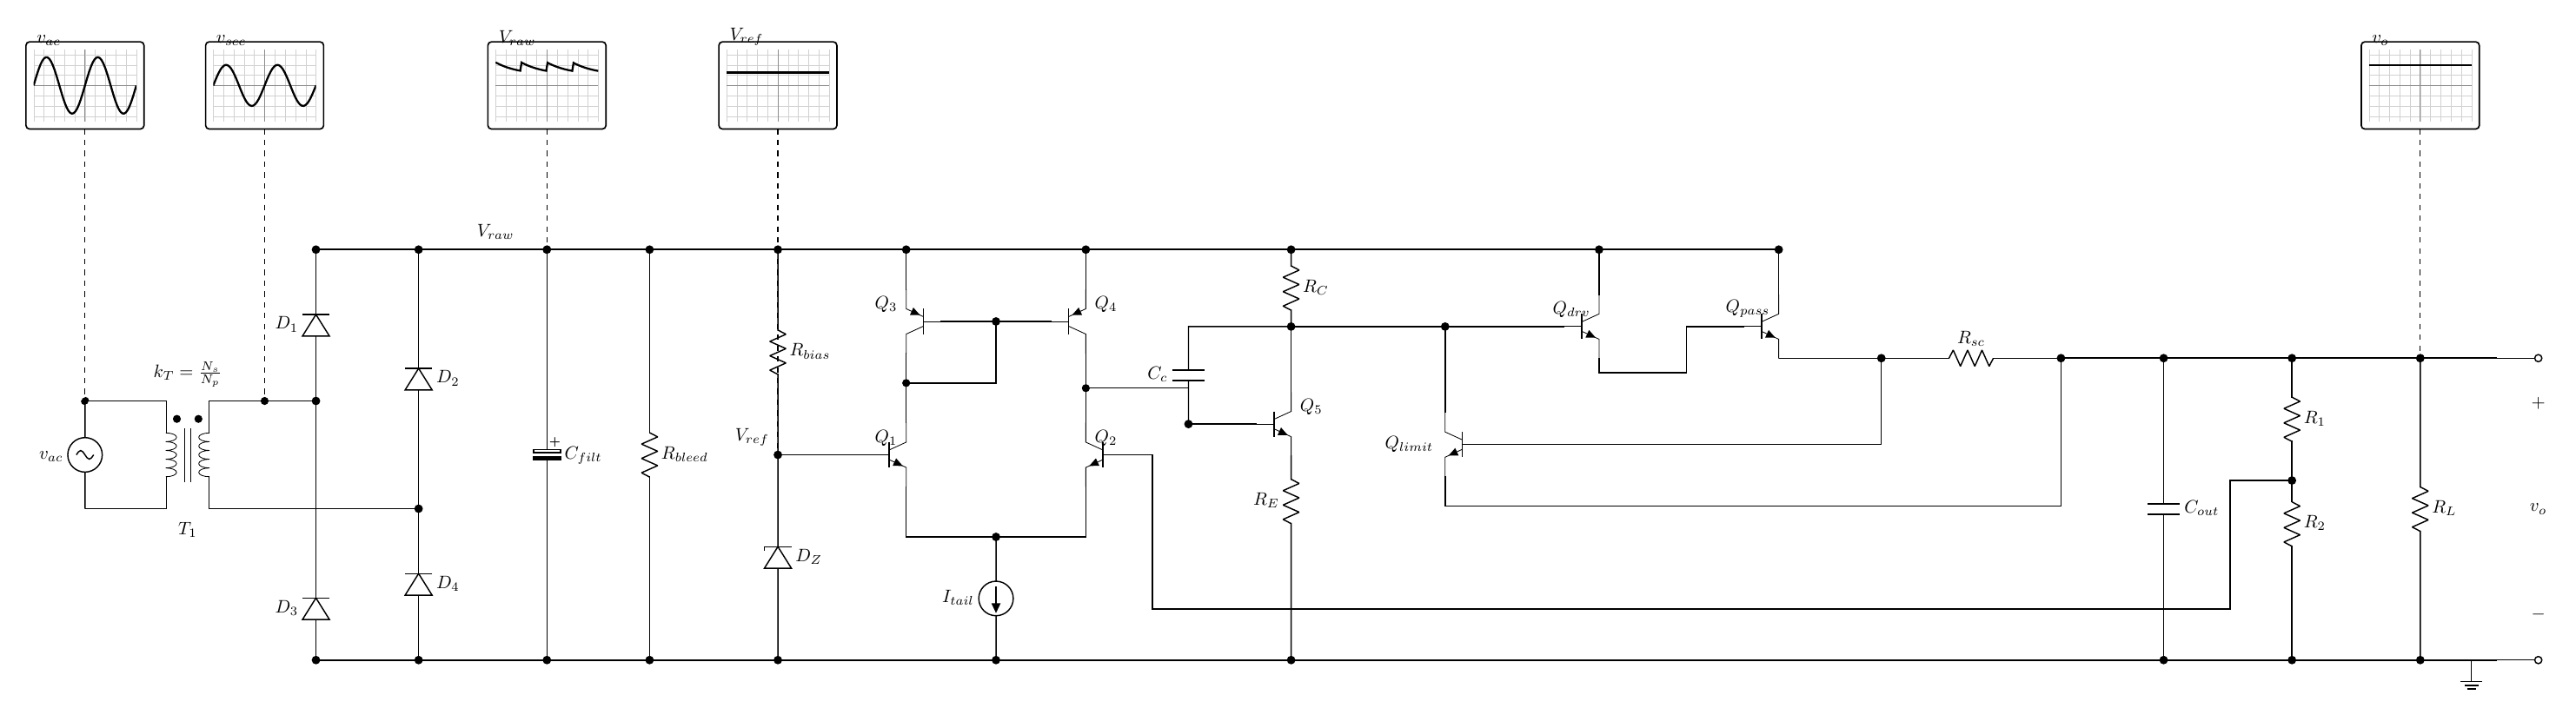 v_ac
v_sec
V_raw
V_ref
v_o
V_raw
Q_3
Q_4
R_C
Q_drv
Q_pass
D_1
R_sc
R_bias
k_T = N_s/N_p
D_2
C_c
+
Q_5
R_1
V_ref
Q_1
Q_2
+
Q_limit
v_ac
C_filt
R_bleed
R_E
C_out
R_L
v_o
T_1
R_2
D_Z
D_4
I_tail
D_3
−